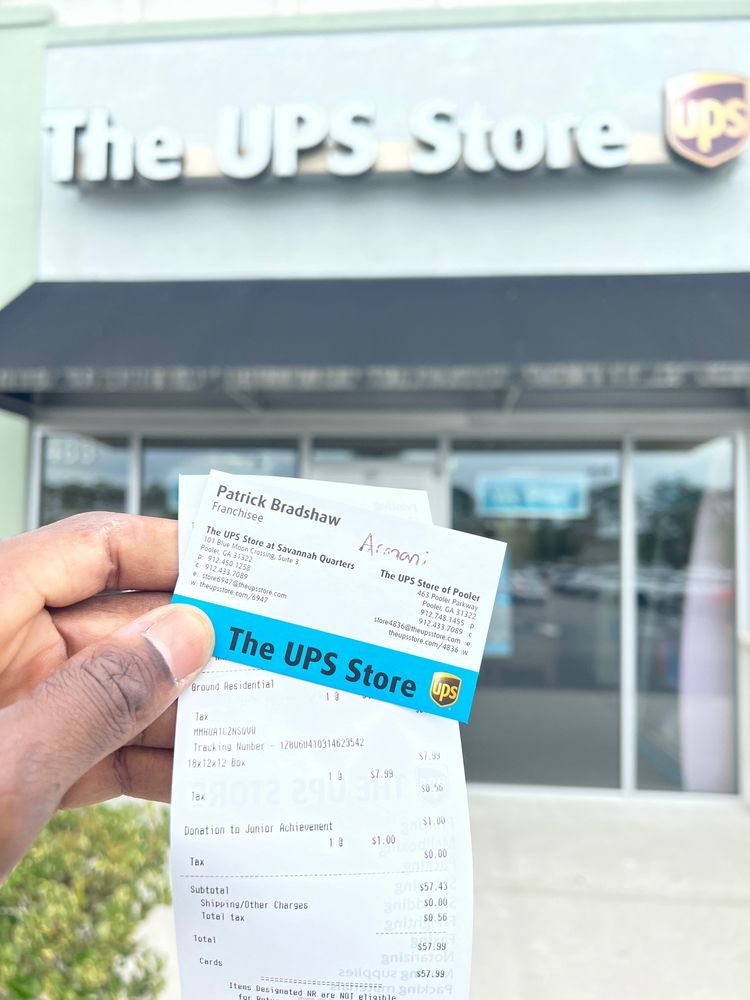 The UPS Store
ups
Patrick Bradshaw
Franchisee
Armani
The UPS Store at Savannah Quarters
101 Blue Moon Crossing, Suite 3
Pooler, GA 31322
p: 912.450.1258
c: 912.433.7089
e: store6947@theupsstore.com
w: theupsstore.com/6947
The UPS Store of Pooler
463 Pooler Parkway
Pooler, GA 31322
912.748.1455 :p
912.433.7089 :c
store4836@theupsstore.com :e
theupsstore.com/4836 :w
The UPS Store
ups
Ground Residential
1 @
Tax
Tracking Number - 1Z8U6U410314623542
$7.99
18x12x12 Box
1 @ $7.99
$0.56
Tax
$1.00
Donation to Junior Achievement
1 @ $1.00
$0.00
Tax
Subtotal $57.43
Shipping/Other Charges $0.00
Total tax $0.56
Total $57.99
Cards $57.99
Items Designated NR are NOT eligible